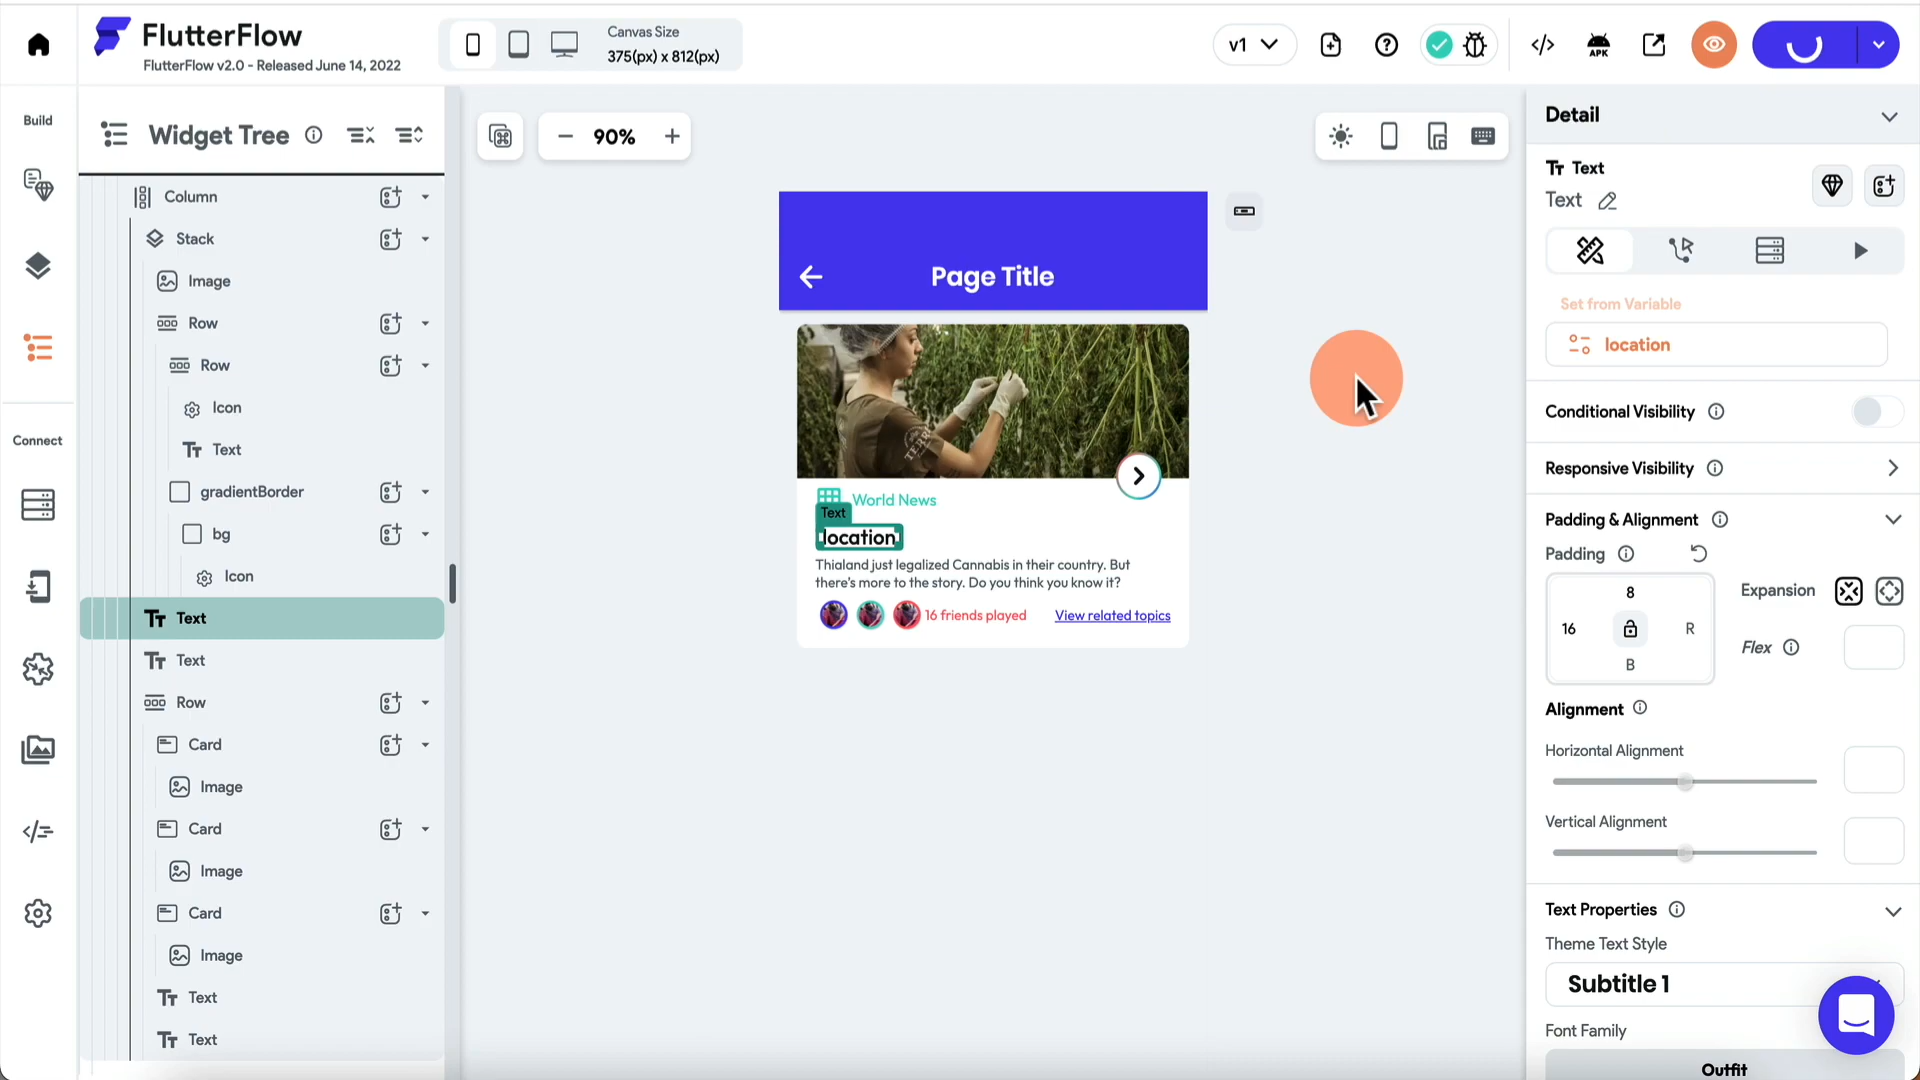 FlutterFlow
FlutterFlow v2.0 - Released June 14, 2022
Canvas Size
375(px) x 812(px)
v1
APK
Build
Connect
Widget Tree
Column
Stack
Image
Row
Row
Icon
Text
gradientBorder
bg
Icon
Text
Text
Row
Card
Image
Card
Image
Card
Image
Text
Text
90%
Page Title
World News
Text
location
Thialand just legalized Cannabis in their country. But
there's more to the story. Do you think you know it?
16 friends played
View related topics
Detail
Text
Text
Set from Variable
location
Conditional Visibility
Responsive Visibility
Padding & Alignment
Padding
8
16
R
B
Expansion
Flex
Alignment
Horizontal Alignment
Vertical Alignment
Text Properties
Theme Text Style
Subtitle 1
Font Family
Outfit